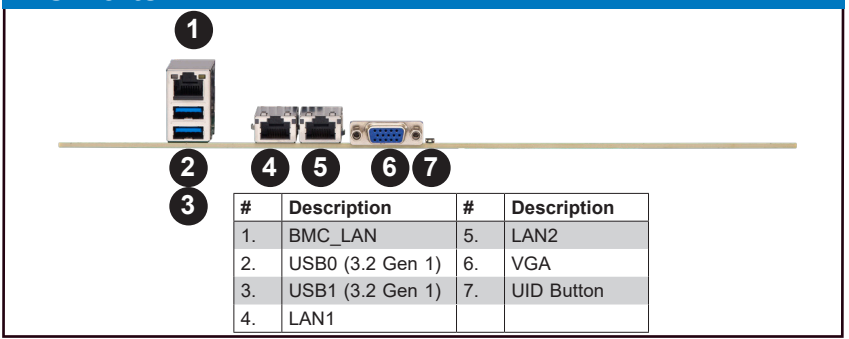 1
2
3
4
5
6
7
# Description # Description
1. BMC_LAN 5. LAN2
2. USB0 (3.2 Gen 1) 6. VGA
3. USB1 (3.2 Gen 1) 7. UID Button
4. LAN1